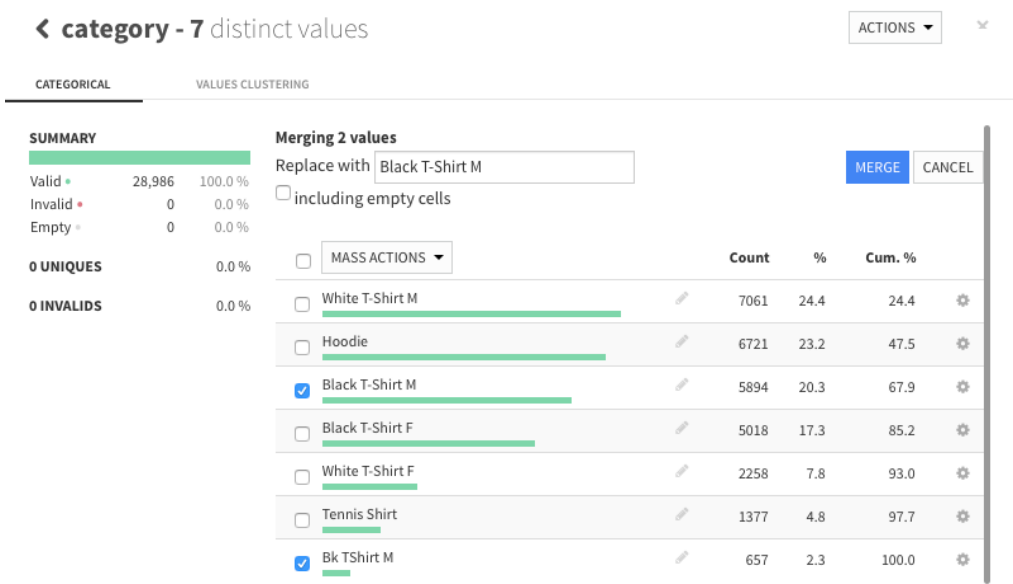 category - 7 distinct values
ACTIONS
CATEGORICAL VALUES CLUSTERING
SUMMARY
Valid 28,986 100.0 %
Invalid 0 0.0 %
Empty 0 0.0 %
0 UNIQUES 0.0 %
0 INVALIDS 0.0 %
Merging 2 values
Replace with Black T-Shirt M
MERGE CANCEL
including empty cells
MASS ACTIONS Count % Cum. %
White T-Shirt M 7061 24.4 24.4
Hoodie 6721 23.2 47.5
Black T-Shirt M 5894 20.3 67.9
Black T-Shirt F 5018 17.3 85.2
White T-Shirt F 2258 7.8 93.0
Tennis Shirt 1377 4.8 97.7
Bk TShirt M 657 2.3 100.0